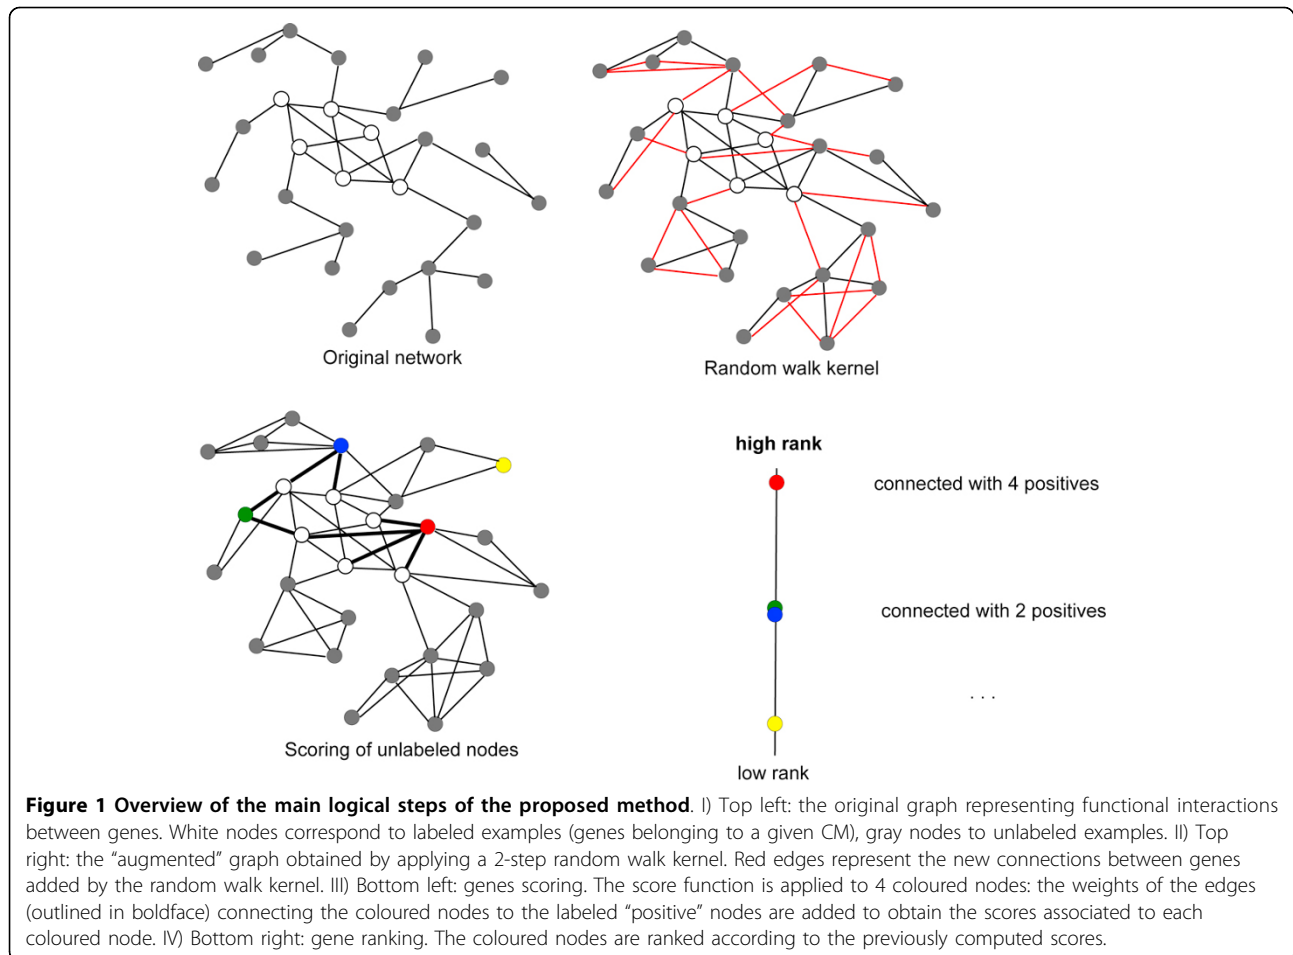 Original network
Random walk kernel
Scoring of unlabeled nodes
high rank
connected with 4 positives
connected with 2 positives
. . .
low rank
Figure 1 Overview of the main logical steps of the proposed method. I) Top left: the original graph representing functional interactions
between genes. White nodes correspond to labeled examples (genes belonging to a given CM), gray nodes to unlabeled examples. II) Top
right: the “augmented” graph obtained by applying a 2-step random walk kernel. Red edges represent the new connections between genes
added by the random walk kernel. III) Bottom left: genes scoring. The score function is applied to 4 coloured nodes: the weights of the edges
(outlined in boldface) connecting the coloured nodes to the labeled “positive” nodes are added to obtain the scores associated to each
coloured node. IV) Bottom right: gene ranking. The coloured nodes are ranked according to the previously computed scores.